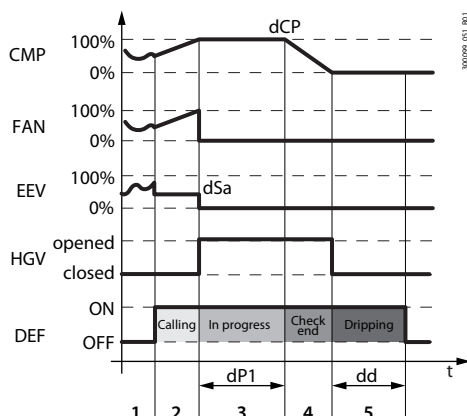 dCP
100%
CMP
0%
100%
FAN
0%
100%
dSa
EEV
0%
opened
HGV
closed
ON
Calling
In progress
Check
end
Dripping
DEF
OFF
t
dP1
dd
1 2 3 4 5
300099_051_R01